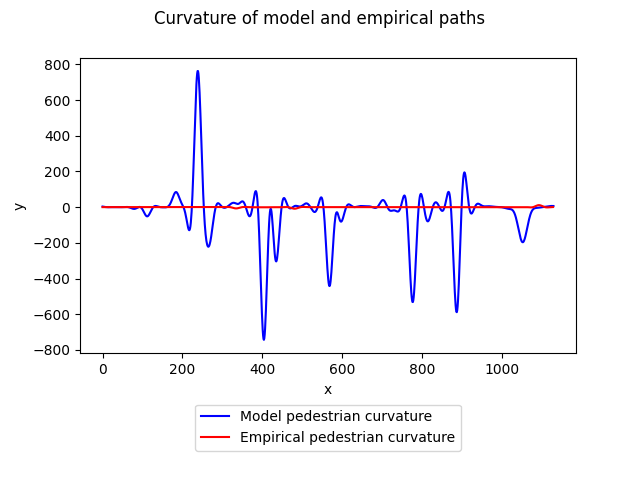 Curvature of model and empirical paths
800
600
400
200
0
−200
−400
−600
−800
y
0 200 400 600 800 1000
x
Model pedestrian curvature
Empirical pedestrian curvature